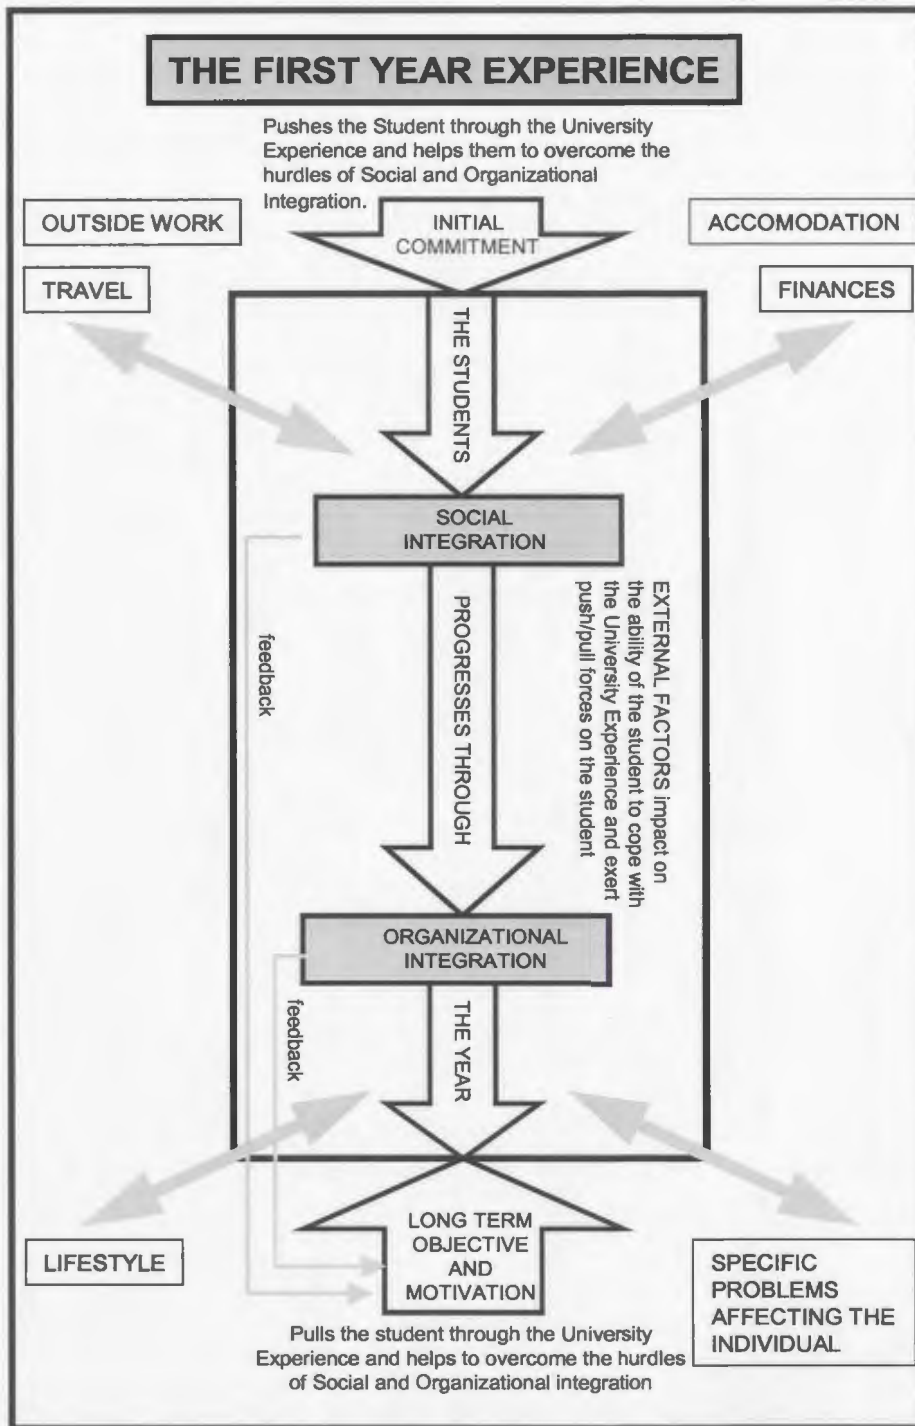 THE FIRST YEAR EXPERIENCE
Pushes the Student through the University
Experience and helps them to overcome the
hurdles of Social and Organizational
Integration.
OUTSIDE WORK
INITIAL
COMMITMENT
ACCOMODATION
TRAVEL
FINANCES
THE STUDENTS
SOCIAL
INTEGRATION
PROGRESSES THROUGH
EXTERNAL FACTORS impact on
the ability of the student to cope with
the University Experience and exert
push/pull forces on the student
feedback
ORGANIZATIONAL
INTEGRATION
feedback
THE YEAR
LIFESTYLE
LONG TERM
OBJECTIVE
AND
MOTIVATION
SPECIFIC
PROBLEMS
AFFECTING THE
INDIVIDUAL
Pulls the student through the University
Experience and helps to overcome the hurdles
of Social and Organizational integration